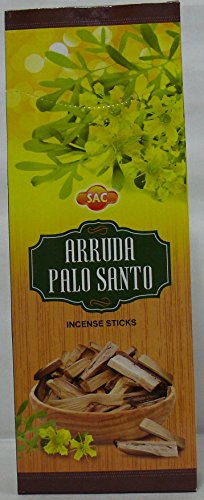 SAC
ARRUDA
PALO SANTO
INCENSE STICKS